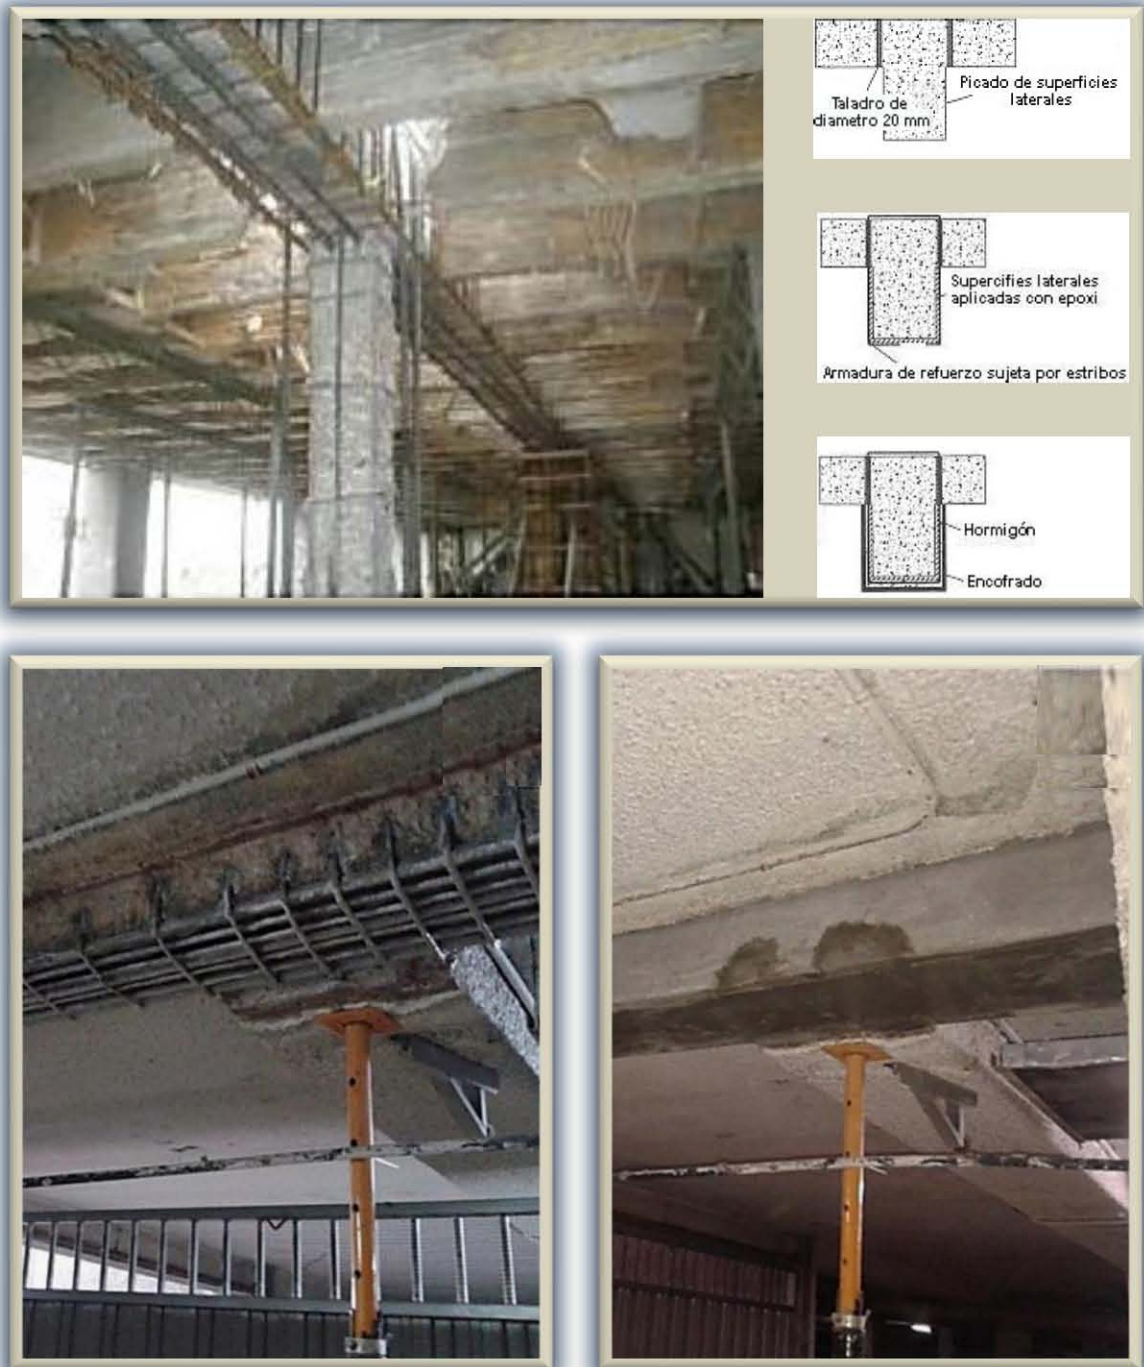 Taladro de
diametro 20 mm
Picado de superficies
laterales
Supercifies laterales
aplicadas con epoxi
Armadura de refuerzo sujeta por estribos
Hormigón
Encofrado